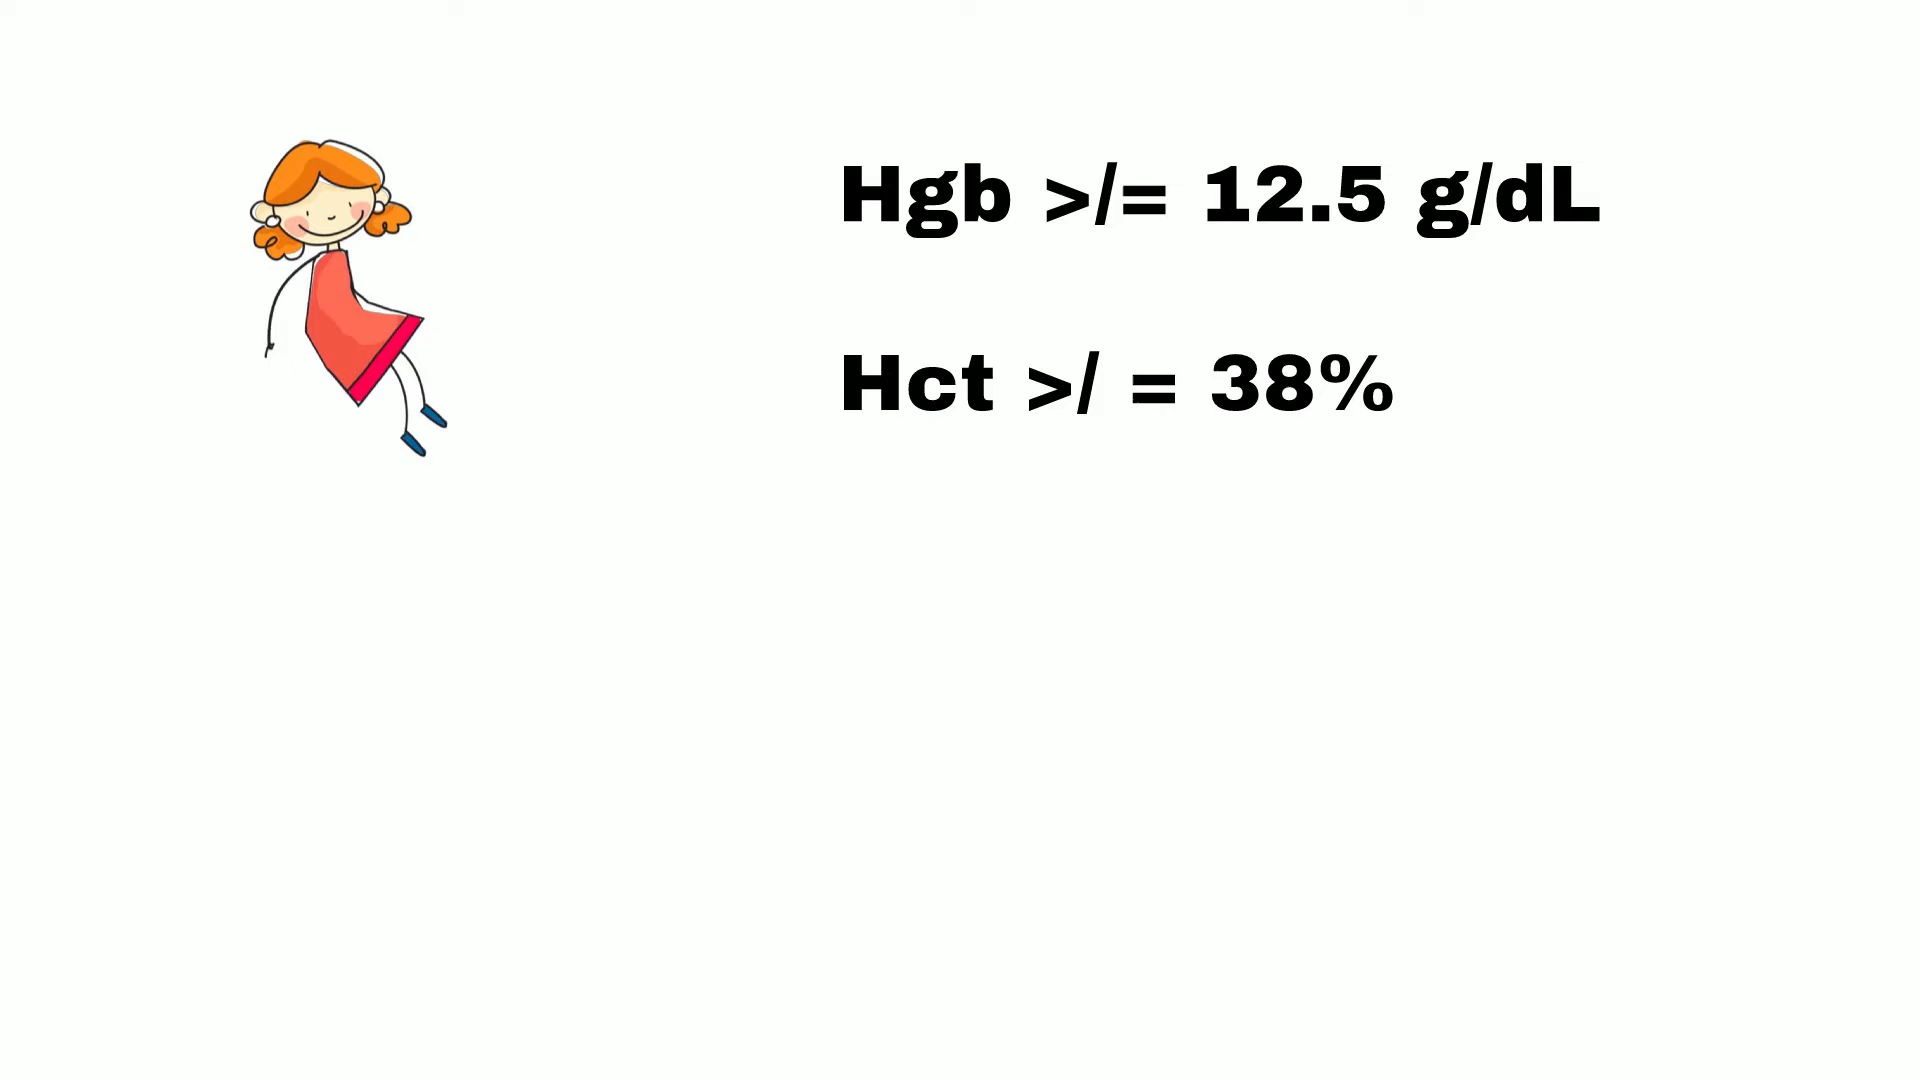 Hgb >/= 12.5 g/dL
Hct >/ = 38%